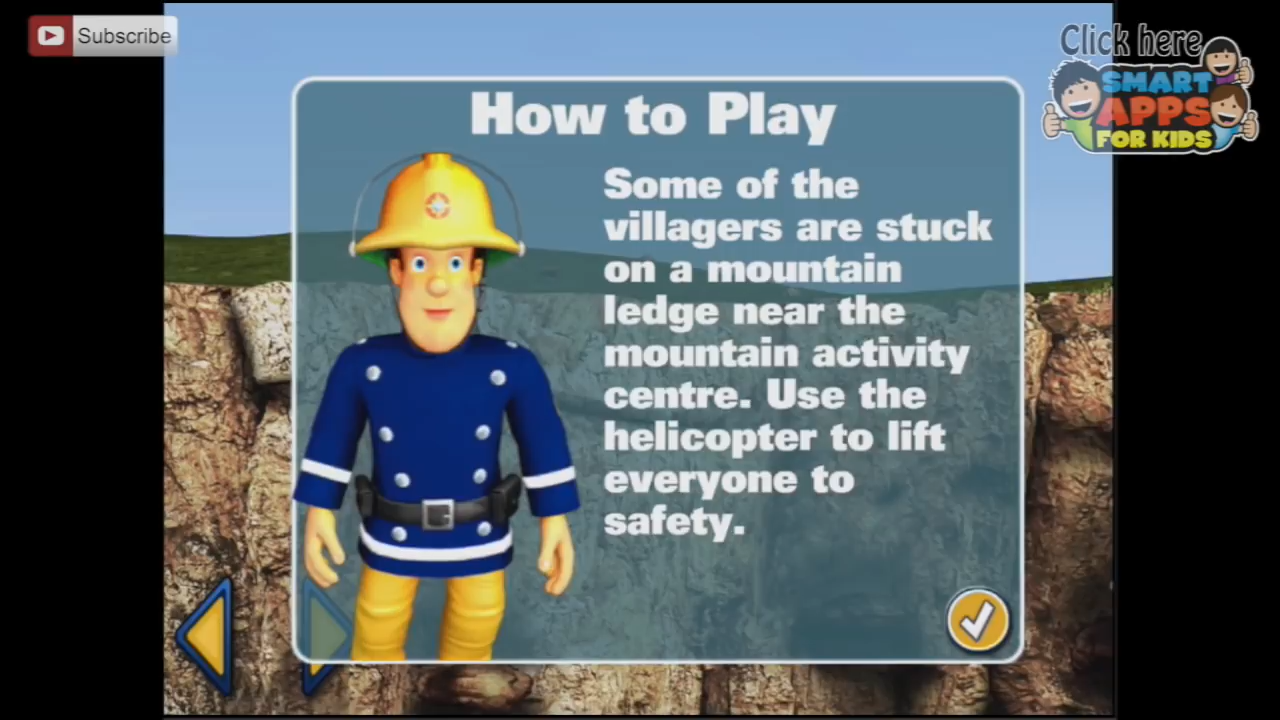 Subscribe
Click here
SMART
APPS
FOR KIDS
How to Play
Some of the
villagers are stuck
on a mountain
ledge near the
mountain activity
centre. Use the
helicopter to lift
everyone to
safety.